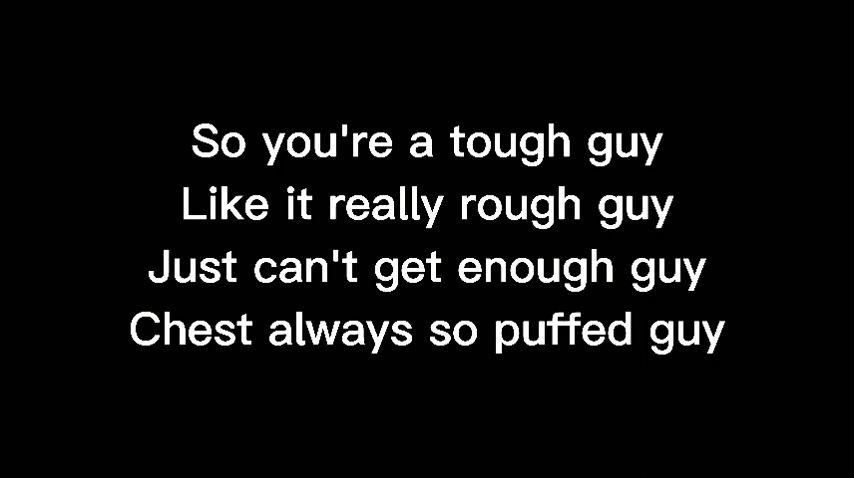 So you're a tough guy
Like it really rough guy
Just can't get enough guy
Chest always so puffed guy